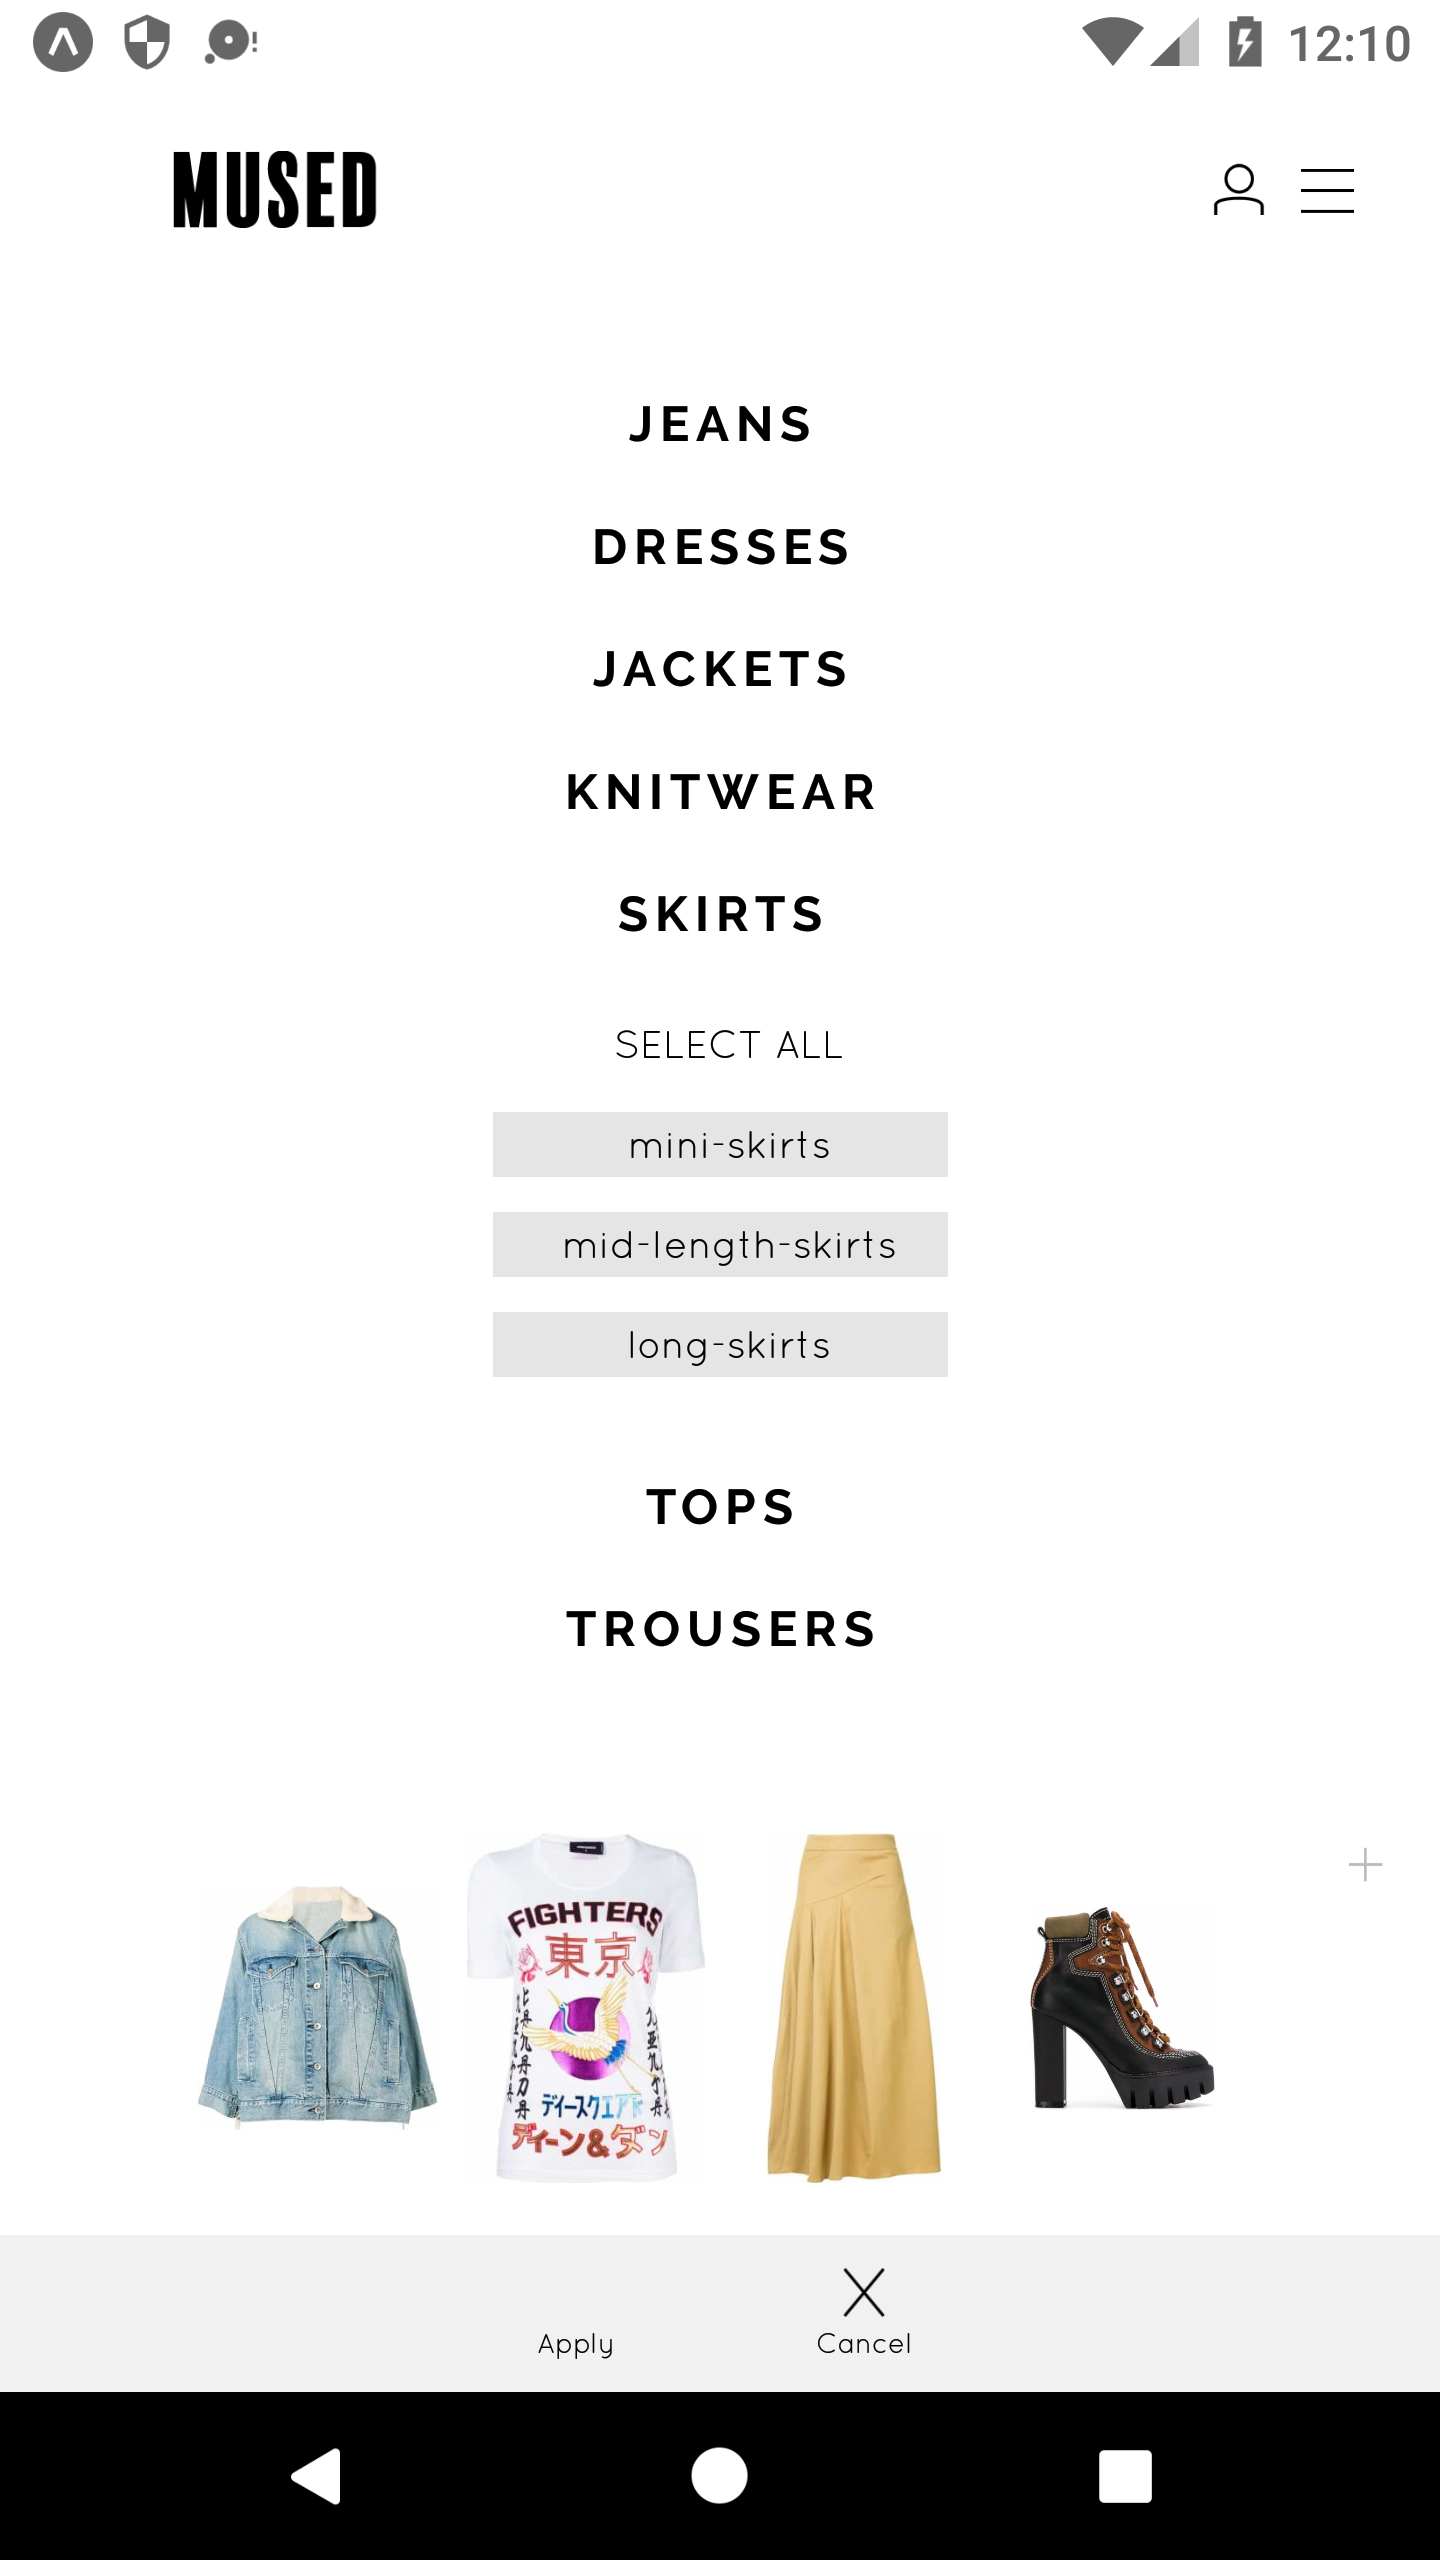 12:10
MUSED
JEANS
DRESSES
JACKETS
KNITWEAR
SKIRTS
SELECT ALL
mini-skirts
mid-length-skirts
long-skirts
TOPS
TROUSERS
FIGHTERS
東京
ディースクエアド
ディーン&ダン
Apply
Cancel